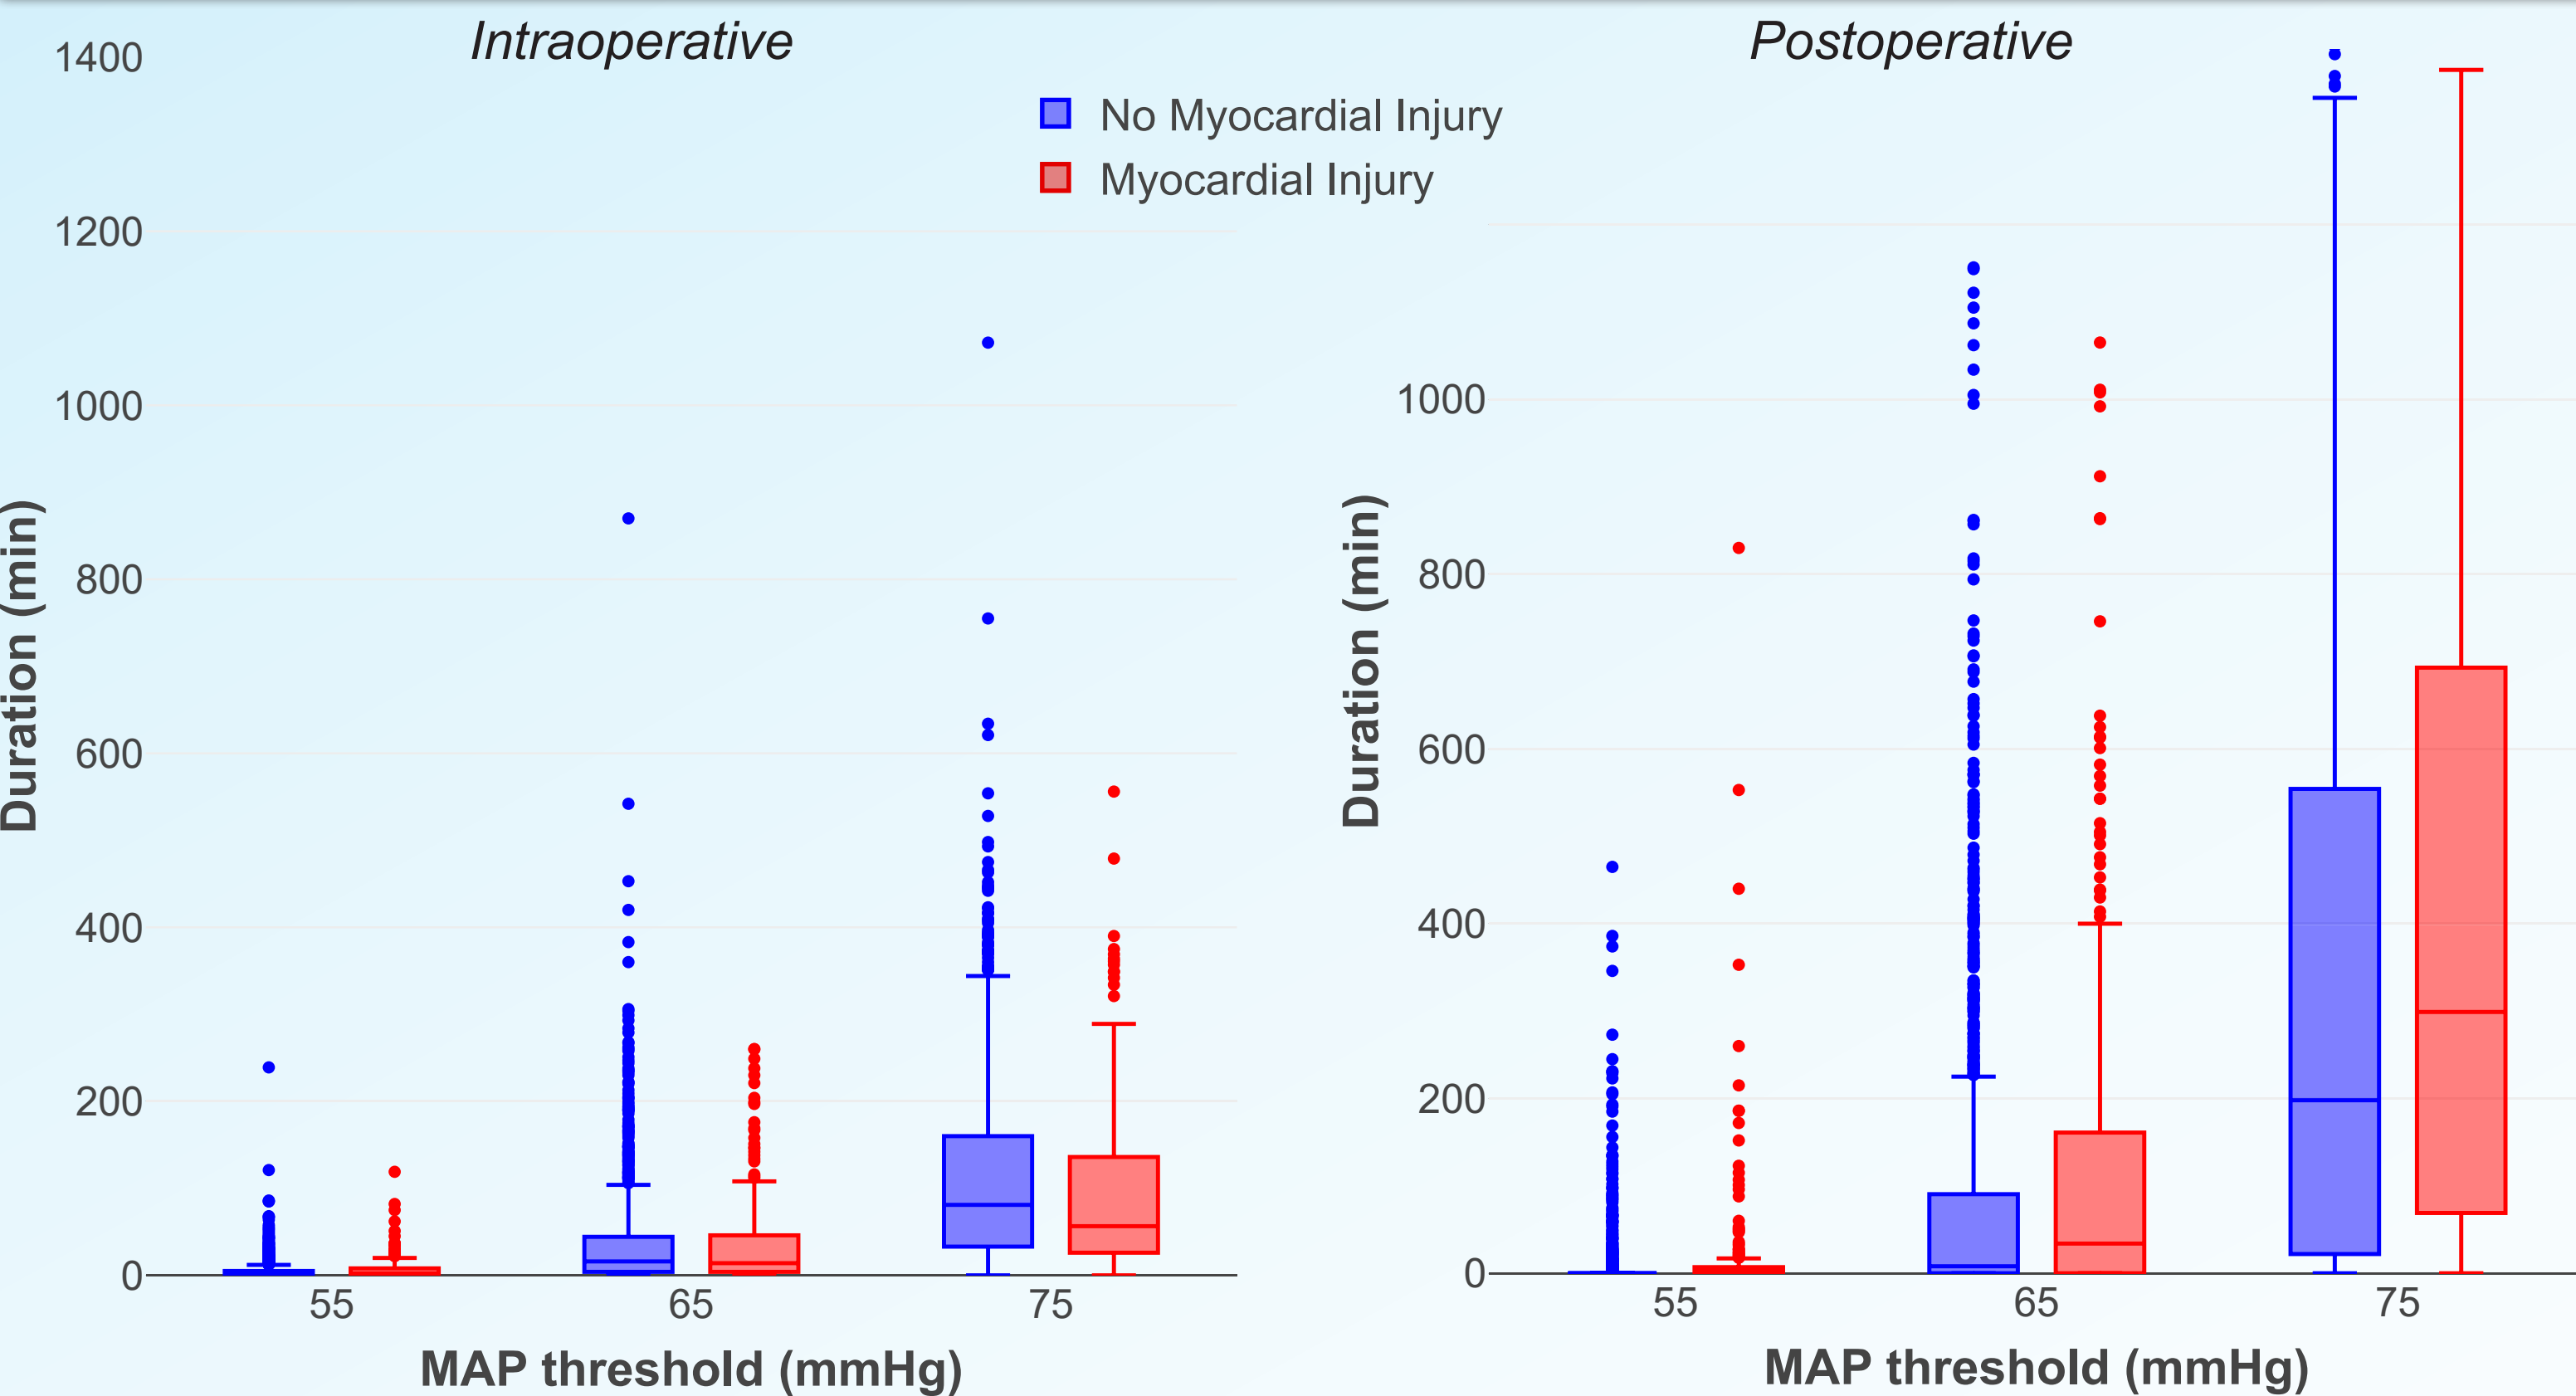 Intraoperative
Postoperative
No Myocardial Injury
Myocardial Injury
Duration (min)
1400
1200
1000
800
600
400
200
0
55 65 75
MAP threshold (mmHg)
Duration (min)
1000
800
600
400
200
0
55 65 75
MAP threshold (mmHg)